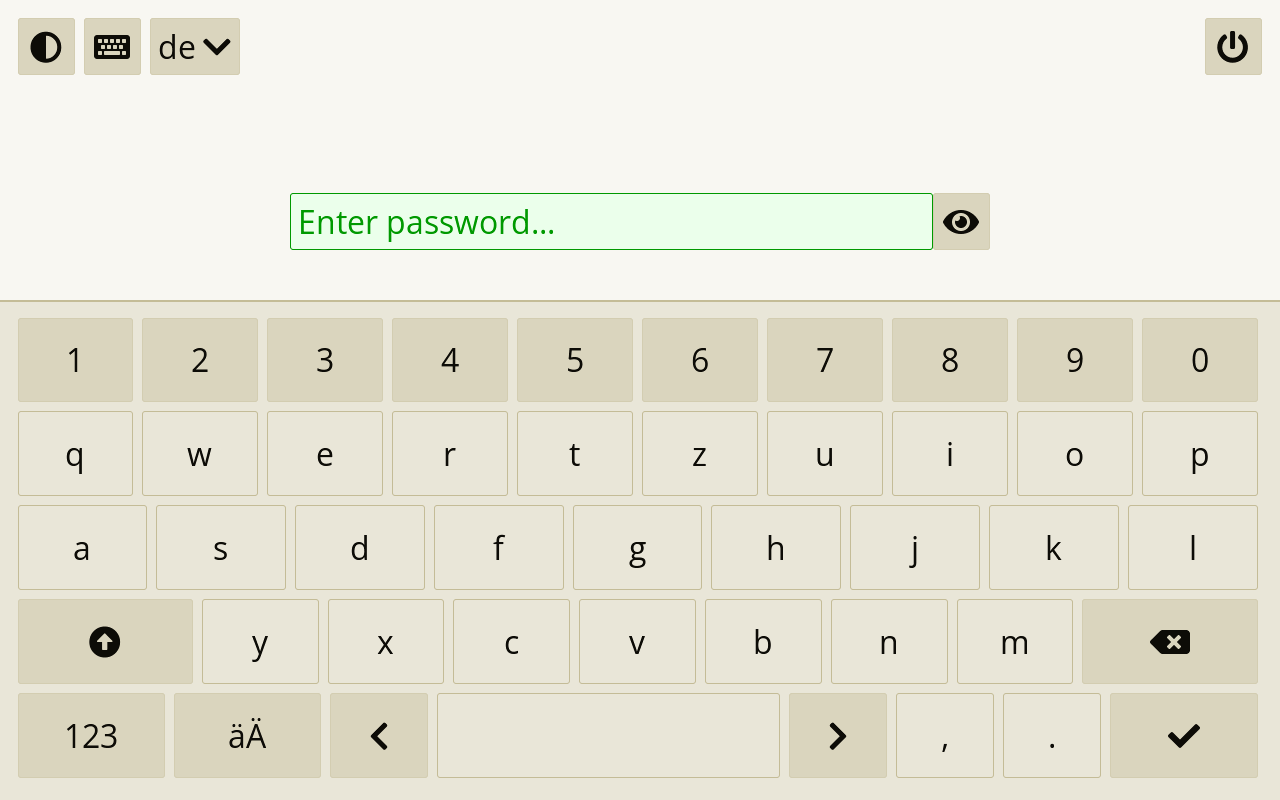 de
Enter password...
1 2 3 4 5 6 7 8 9 0
q w e r t z u i o p
a s d f g h j k l
y x c v b n m
123 äÄ , .